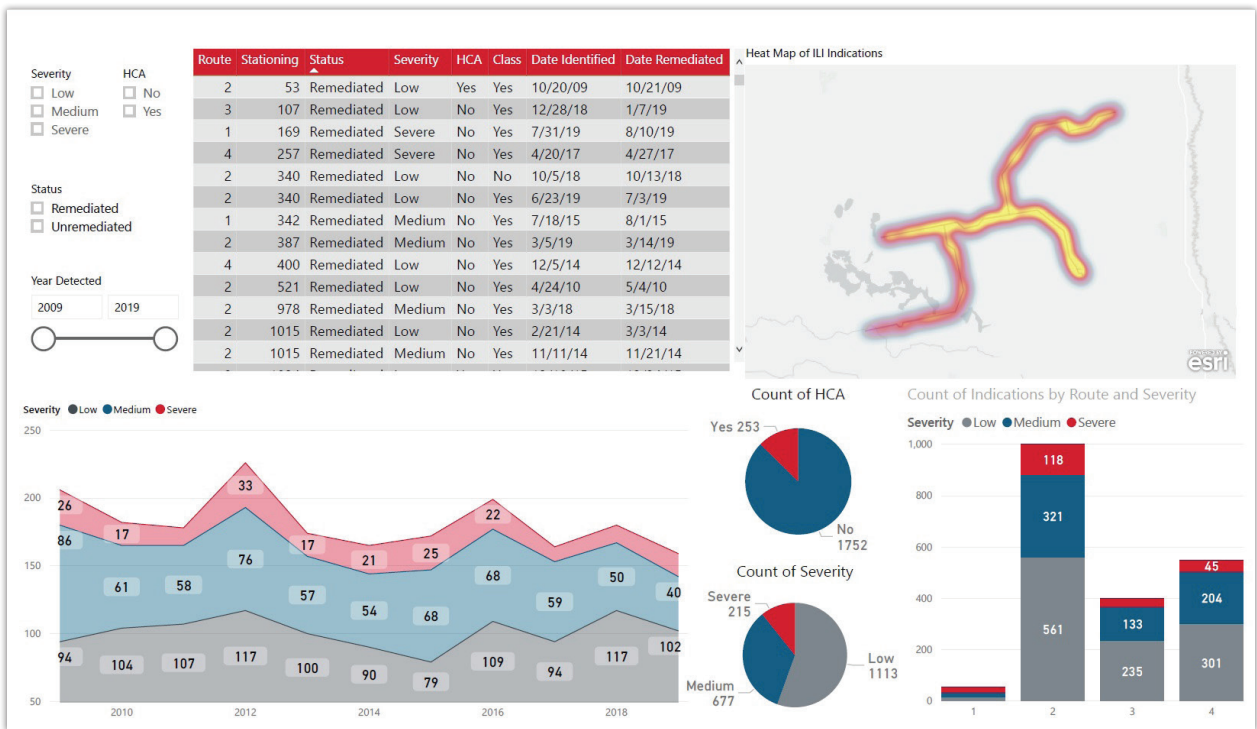 Severity
Low
Medium
Severe
HCA
No
Yes
Status
Remediated
Unremediated
Year Detected
2009 2019
Route Stationing Status Severity HCA Class Date Identified Date Remediated
2 53 Remediated Low Yes Yes 10/20/09 10/21/09
3 107 Remediated Low No Yes 12/28/18 1/7/19
1 169 Remediated Severe No Yes 7/31/19 8/10/19
4 257 Remediated Severe No Yes 4/20/17 4/27/17
2 340 Remediated Low No No 10/5/18 10/13/18
2 340 Remediated Low No Yes 6/23/19 7/3/19
1 342 Remediated Medium No Yes 7/18/15 8/1/15
2 387 Remediated Medium No Yes 3/5/19 3/14/19
4 400 Remediated Low No Yes 12/5/14 12/12/14
2 521 Remediated Low No Yes 4/24/10 5/4/10
2 978 Remediated Medium No Yes 3/3/18 3/15/18
2 1015 Remediated Low No Yes 2/21/14 3/3/14
2 1015 Remediated Medium No Yes 11/11/14 11/21/14
Heat Map of ILI Indications
esri
Severity Low Medium Severe
250
200
150
100
50
26 17 33 17 21 25 22
86 61 58 76 57 54 68 68 59 50 40
94 104 107 117 100 90 79 109 94 117 102
2010 2012 2014 2016 2018
Count of HCA
Yes 253
No
1752
Count of Severity
Severe
215
Low
1113
Medium
677
Count of Indications by Route and Severity
Severity Low Medium Severe
1,000
800
600
400
200
0
118
321
561
133
235
45
204
301
1 2 3 4